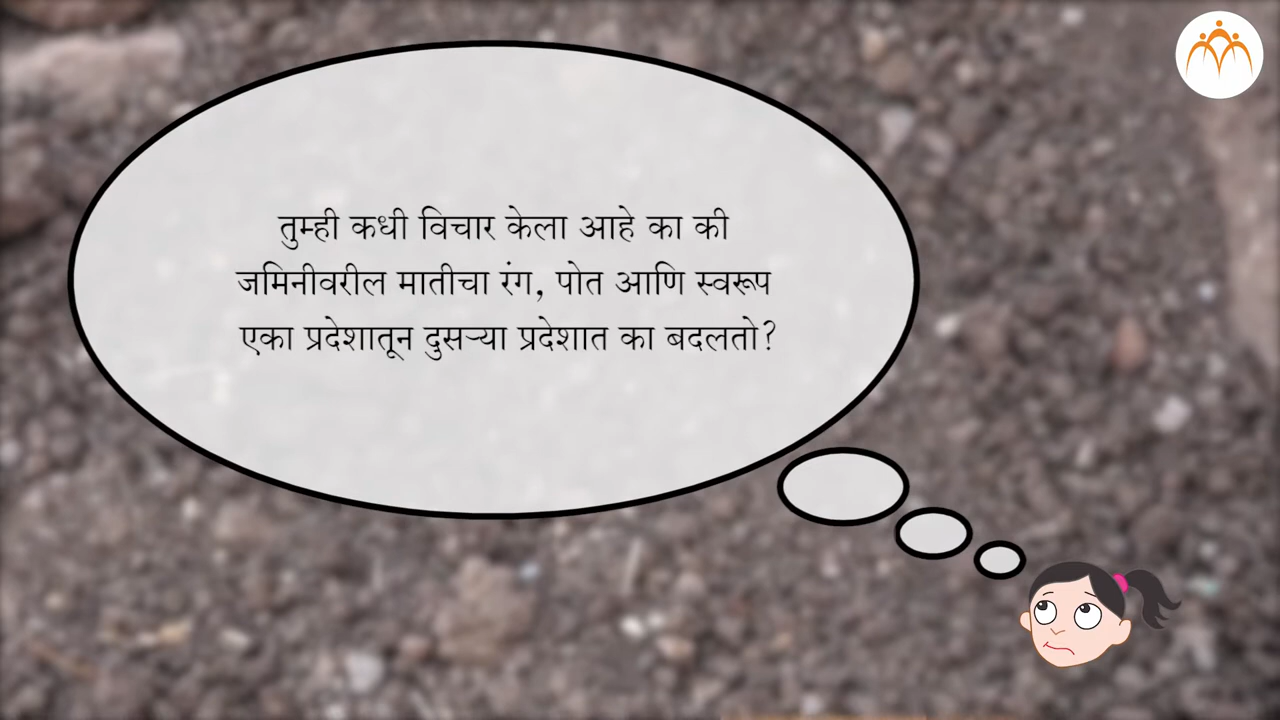 तुम्ही कधी विचार केला आहे का की
जमिनीवरील मातीचा रंग, पोत आणि स्वरूप
एका प्रदेशातून दुसऱ्या प्रदेशात का बदलतो?